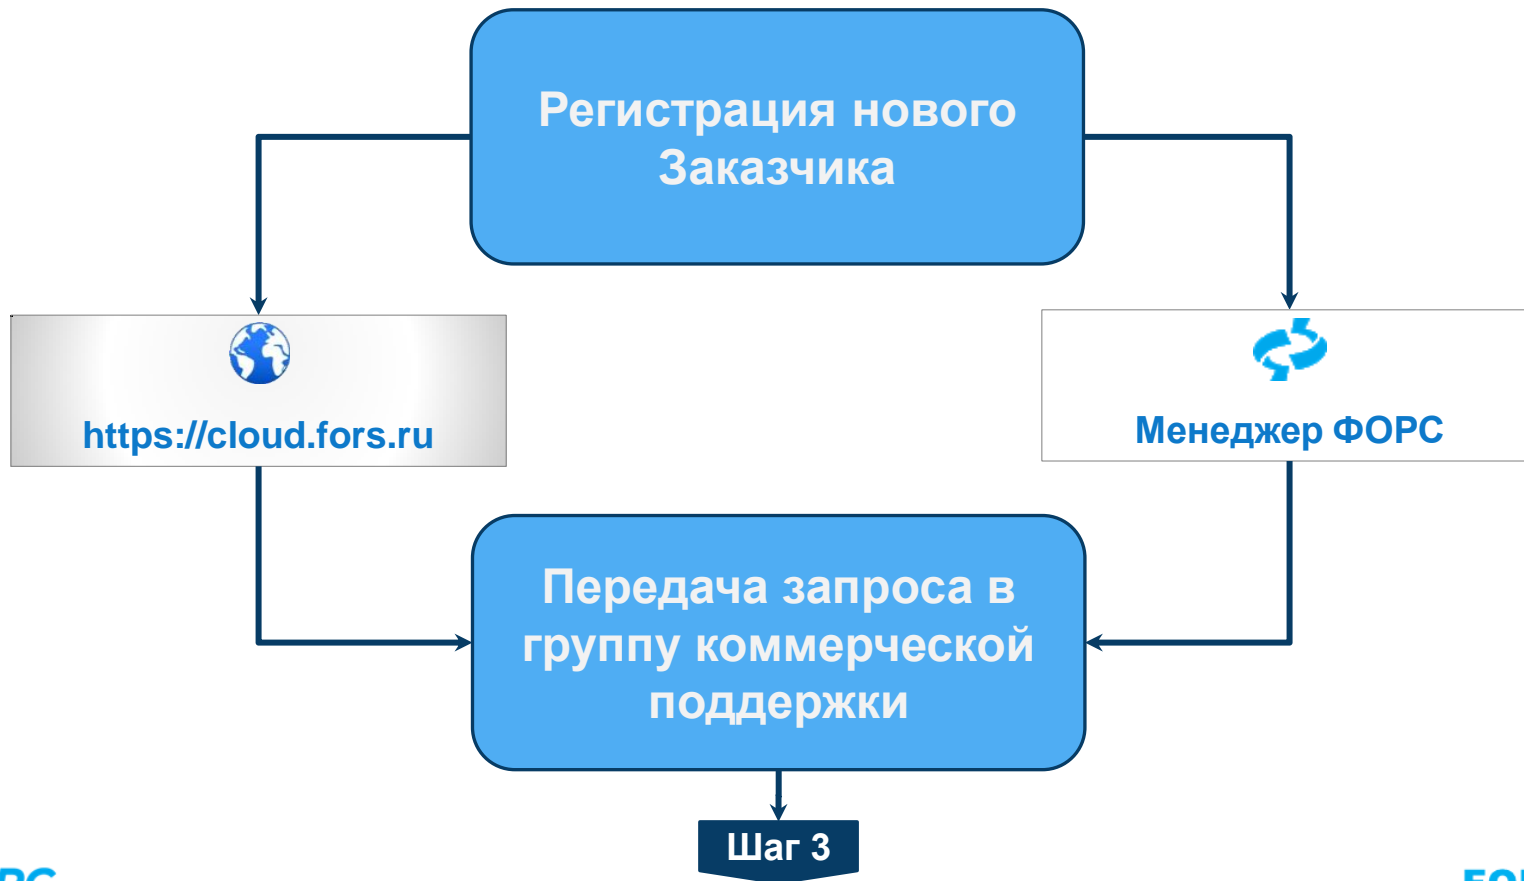 Регистрация нового
Заказчика
https://cloud.fors.ru
Менеджер ФОРС
Передача запроса в
группу коммерческой
поддержки
Шаг 3